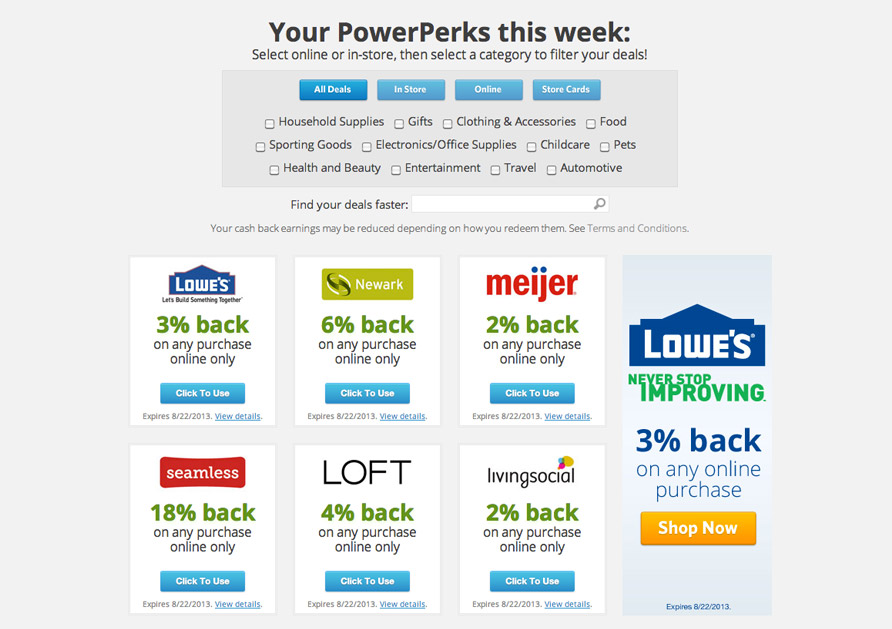 Your PowerPerks this week:
Select online or in-store, then select a category to filter your deals!
All Deals In Store Online Store Cards
Household Supplies Gifts Clothing & Accessories Food
Sporting Goods Electronics/Office Supplies Childcare Pets
Health and Beauty Entertainment Travel Automotive
Find your deals faster:
Your cash back earnings may be reduced depending on how you redeem them. See Terms and Conditions.
LOWE'S
Let's Build Something Together™
3% back
on any purchase
online only
Click To Use
Expires 8/22/2013. View details.
Newark
6% back
on any purchase
online only
Click To Use
Expires 8/22/2013. View details.
meijer
2% back
on any purchase
online only
Click To Use
Expires 8/22/2013. View details.
seamless
18% back
on any purchase
online only
Click To Use
Expires 8/22/2013. View details.
LOFT
4% back
on any purchase
online only
Click To Use
Expires 8/22/2013. View details.
livingsocial
2% back
on any purchase
online only
Click To Use
Expires 8/22/2013. View details.
LOWE'S®
NEVER STOP
IMPROVING™
3% back
on any online
purchase
Shop Now
Expires 8/22/2013.